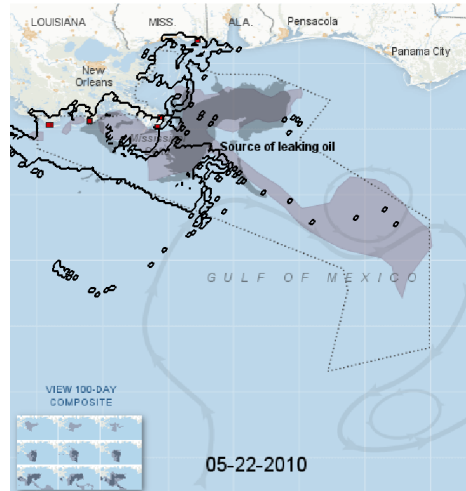 LOUISIANA
MISS.
ALA.
Pensacola
Panama City
New
Orleans
Source of leaking oil
GULF OF MEXICO
VIEW 100-DAY
COMPOSITE
05-22-2010